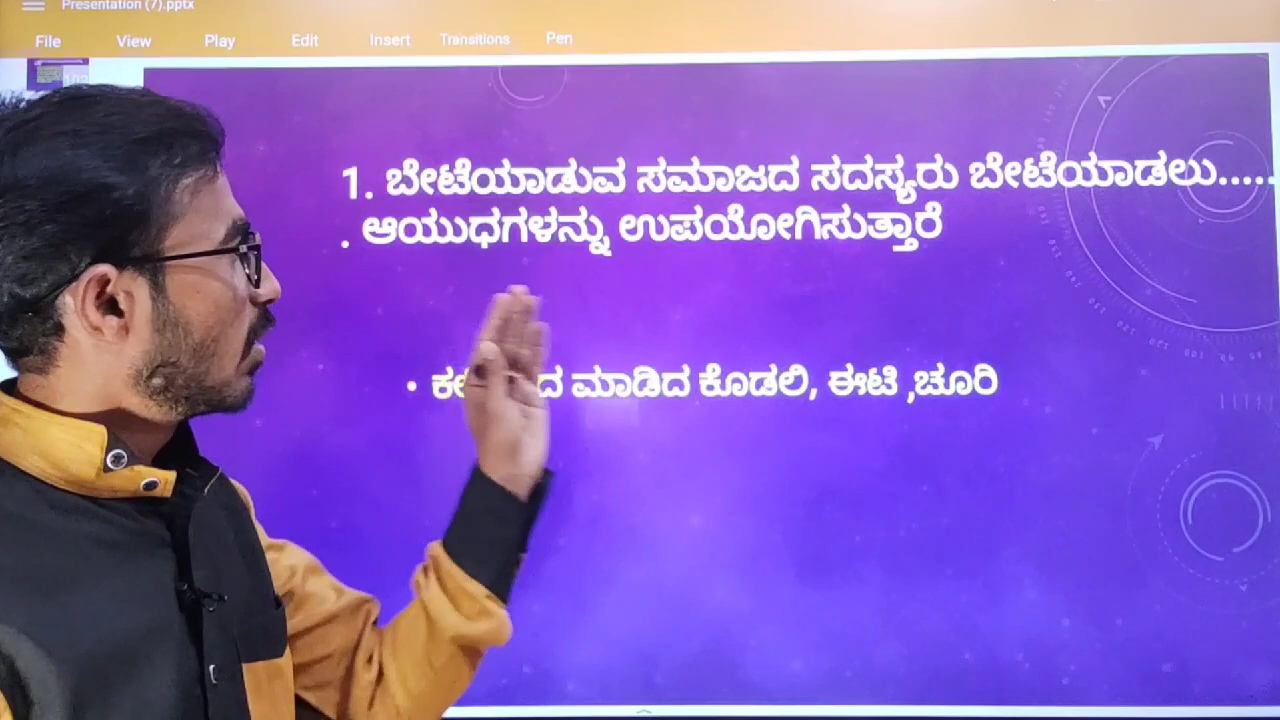 Presentation (7).pptx
File View Play Edit Insert Transitions Pen
1. ಬೇಟೆಯಾಡುವ ಸಮಾಜದ ಸದಸ್ಯರು ಬೇಟೆಯಾಡಲು.....
. ಆಯುಧಗಳನ್ನು ಉಪಯೋಗಿಸುತ್ತಾರೆ
• ಮಾಡಿದ ಕೊಡಲಿ, ಈಟಿ ,ಚೂರಿ